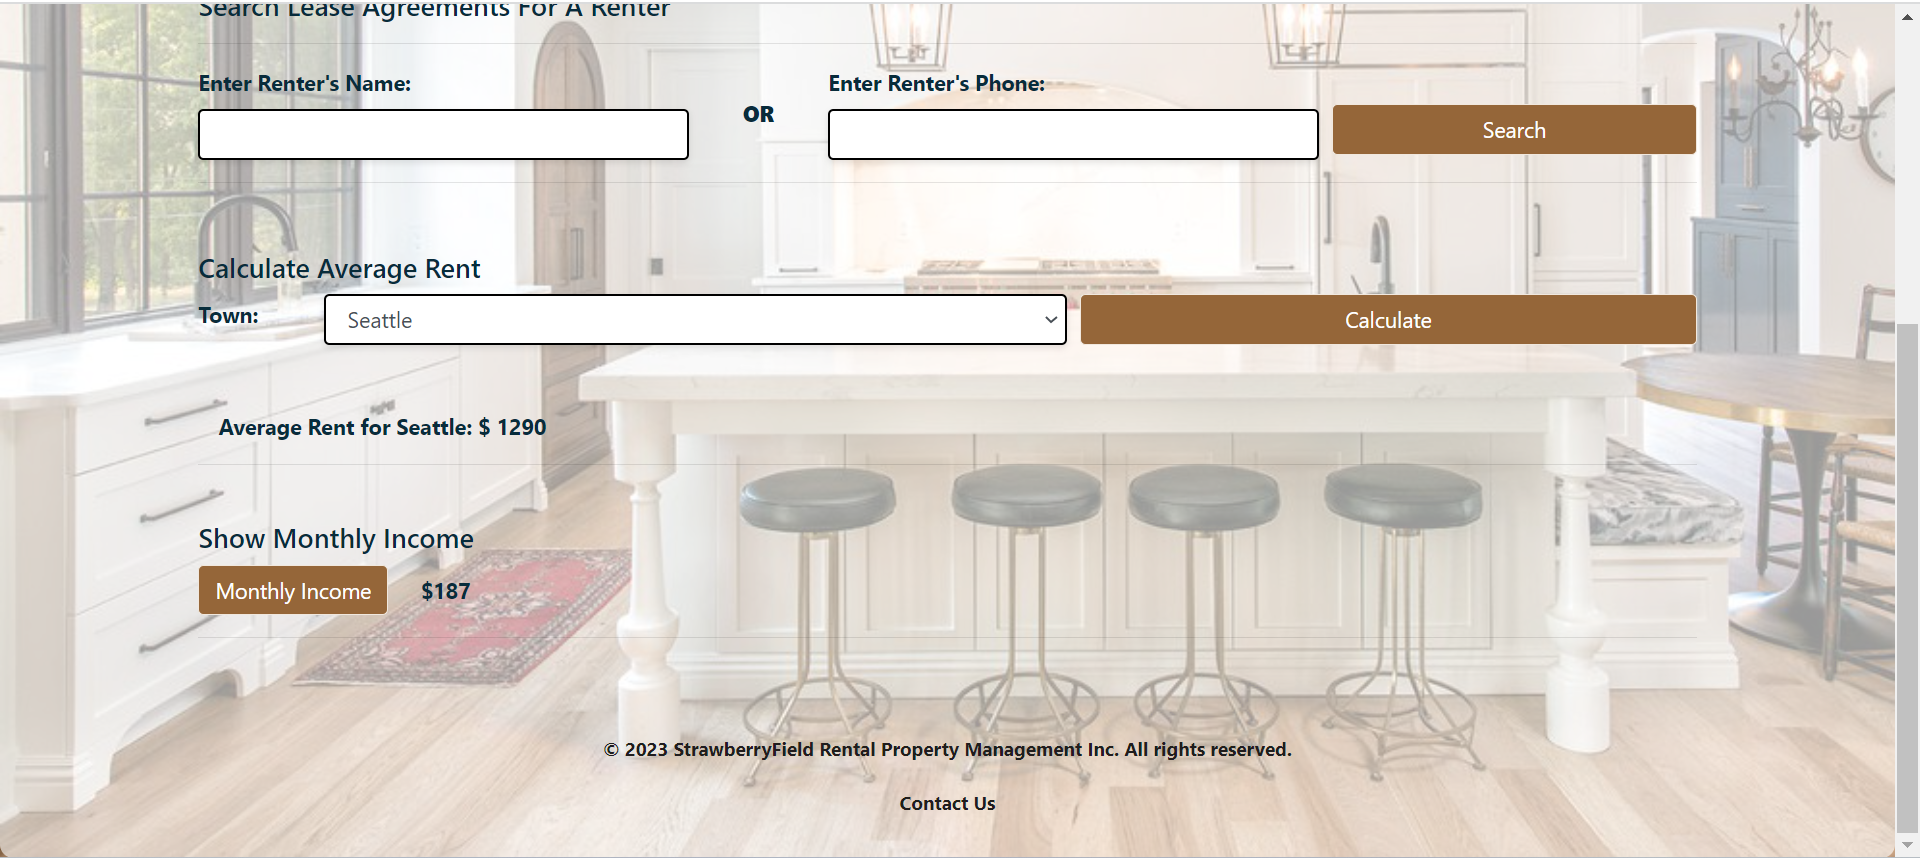 Search Lease Agreements For A Renter
Enter Renter's Name:
OR
Enter Renter's Phone:
Search
Calculate Average Rent
Town:
Seattle
Calculate
Average Rent for Seattle: $ 1290
Show Monthly Income
Monthly Income
$187
© 2023 StrawberryField Rental Property Management Inc. All rights reserved.
Contact Us